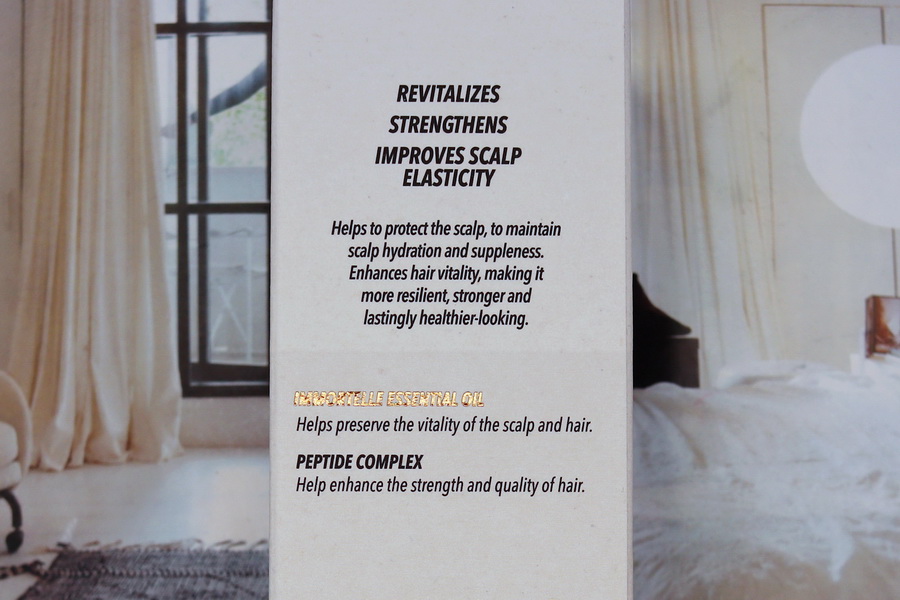 REVITALIZES
STRENGTHENS
IMPROVES SCALP
ELASTICITY
Helps to protect the scalp, to maintain
scalp hydration and suppleness.
Enhances hair vitality, making it
more resilient, stronger and
lastingly healthier-looking.
IMMORTELLE ESSENTIAL OIL
Helps preserve the vitality of the scalp and hair.
PEPTIDE COMPLEX
Help enhance the strength and quality of hair.